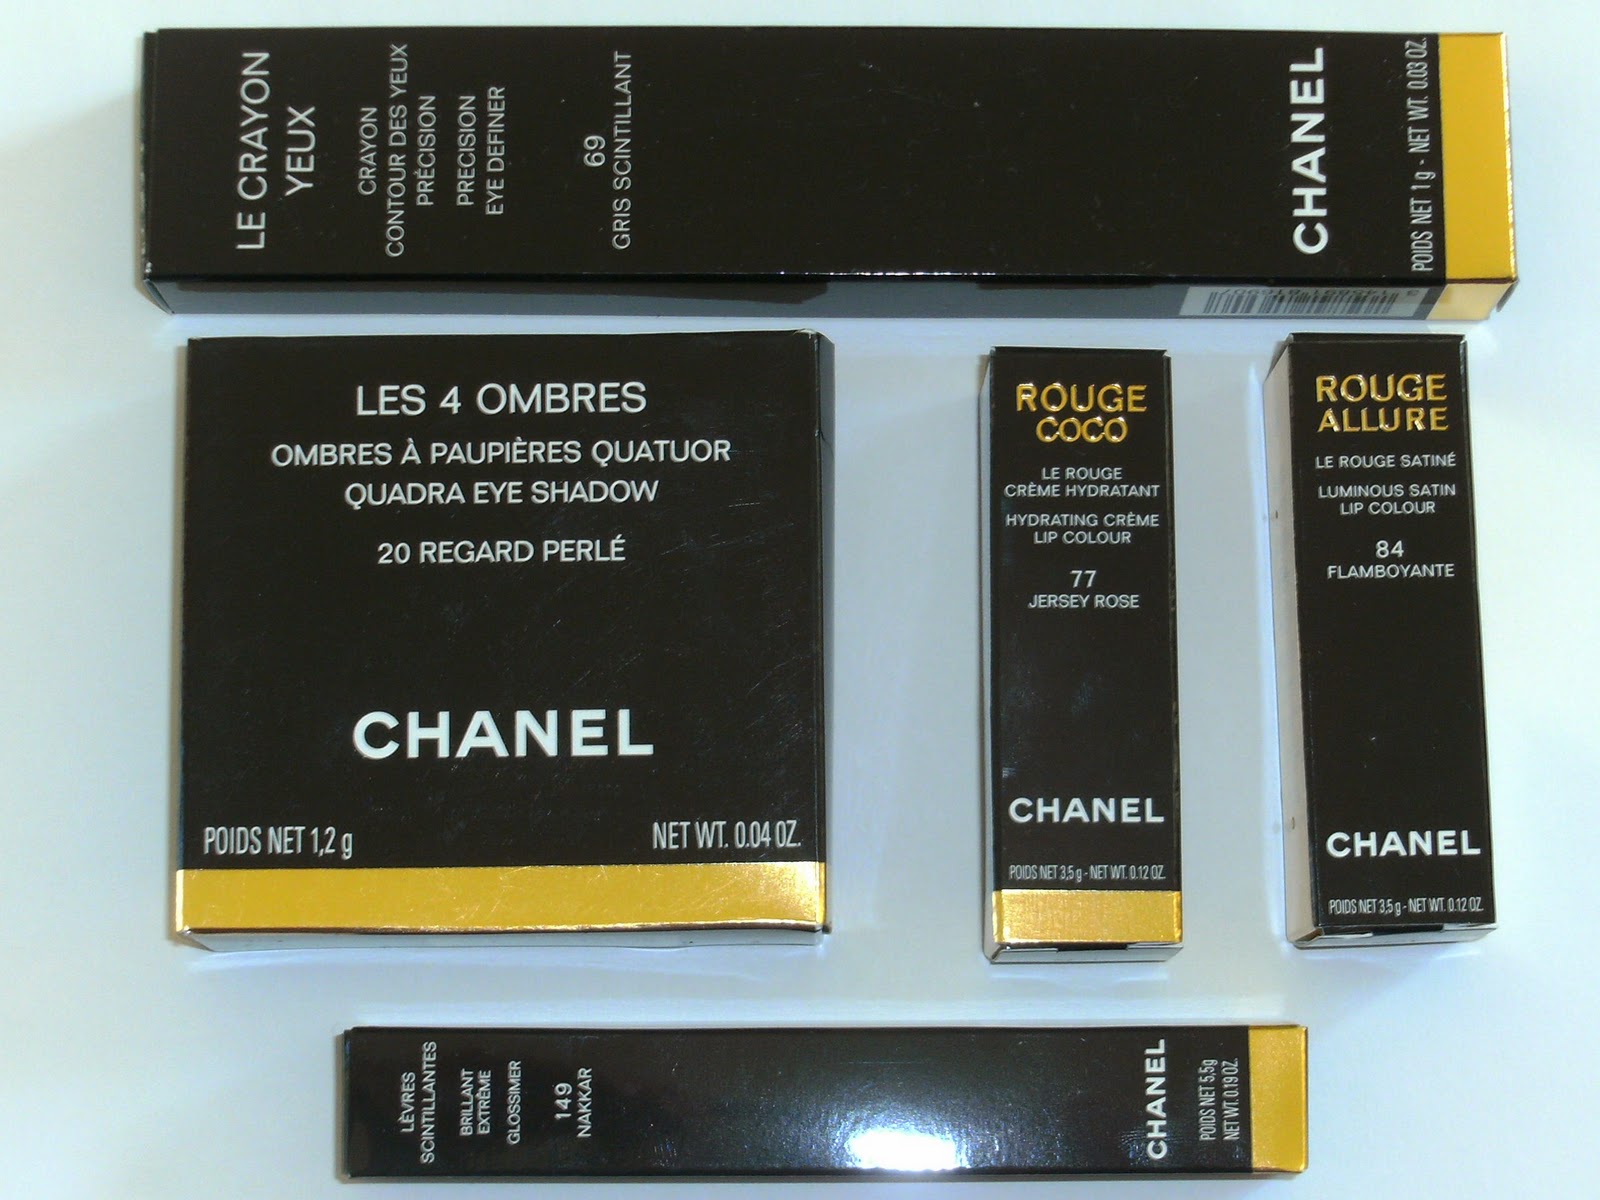 LE CRAYON
YEUX
CRAYON
CONTOUR DES YEUX
PRÉCISION
PRECISION
EYE DEFINER
69
GRIS SCINTILLANT
CHANEL
POIDS NET 1 g - NET WT. 0.03 OZ.
LES 4 OMBRES
OMBRES À PAUPIÈRES QUATUOR
QUADRA EYE SHADOW
20 REGARD PERLÉ
CHANEL
POIDS NET 1,2 g NET WT. 0.04 OZ.
ROUGE
COCO
LE ROUGE
CRÈME HYDRATANT
HYDRATING CRÈME
LIP COLOUR
77
JERSEY ROSE
CHANEL
POIDS NET 3,5 g - NET WT. 0.12 OZ.
ROUGE
ALLURE
LE ROUGE SATINÉ
LUMINOUS SATIN
LIP COLOUR
84
FLAMBOYANTE
CHANEL
POIDS NET 3,5 g - NET WT. 0.12 OZ.
LÈVRES
SCINTILLANTES
BRILLANT
EXTRÊME
GLOSSIMER
149
NAKKAR
CHANEL
POIDS NET 5,5g
NET WT. 0.19 OZ.